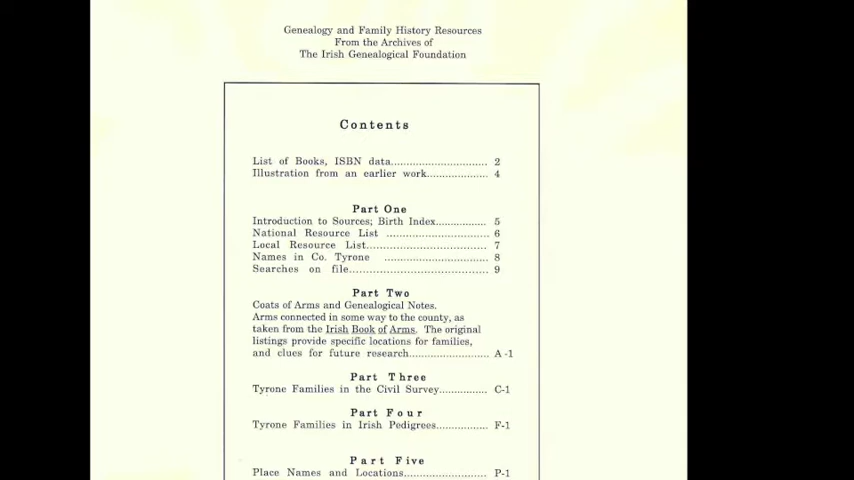 Genealogy and Family History Resources
From the Archives of
The Irish Genealogical Foundation
Contents
List of Books, ISBN data............................... 2
Illustration from an earlier work................... 4
Part One
Introduction to Sources; Birth Index............... 5
National Resource List ............................... 6
Local Resource List..................................... 7
Names in Co. Tyrone ................................ 8
Searches on file........................................... 9
Part Two
Coats of Arms and Genealogical Notes.
Arms connected in some way to the county, as
taken from the Irish Book of Arms. The original
listings provide specific locations for families,
and clues for future research......................... A -1
Part Three
Tyrone Families in the Civil Survey............... C-1
Part Four
Tyrone Families in Irish Pedigrees................ F-1
Part Five
Place Names and Locations......................... P-1